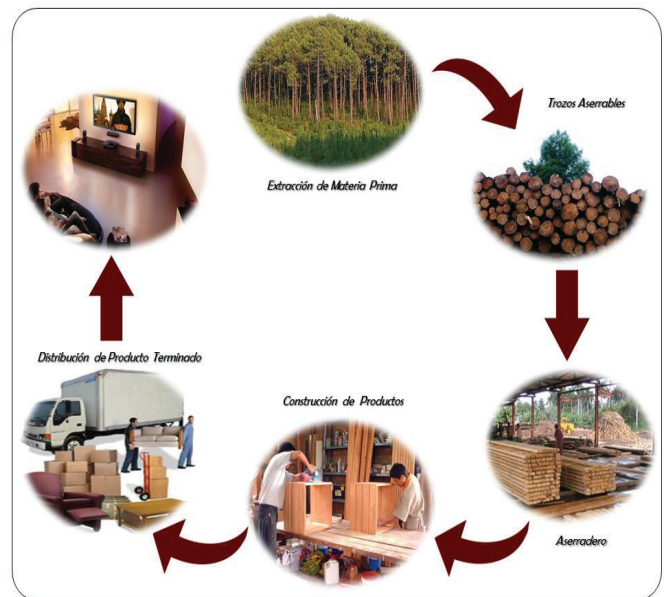 Extracción de Materia Prima
Trozos Aserrables
Aserradero
Construcción de Productos
Distribución de Producto Terminado